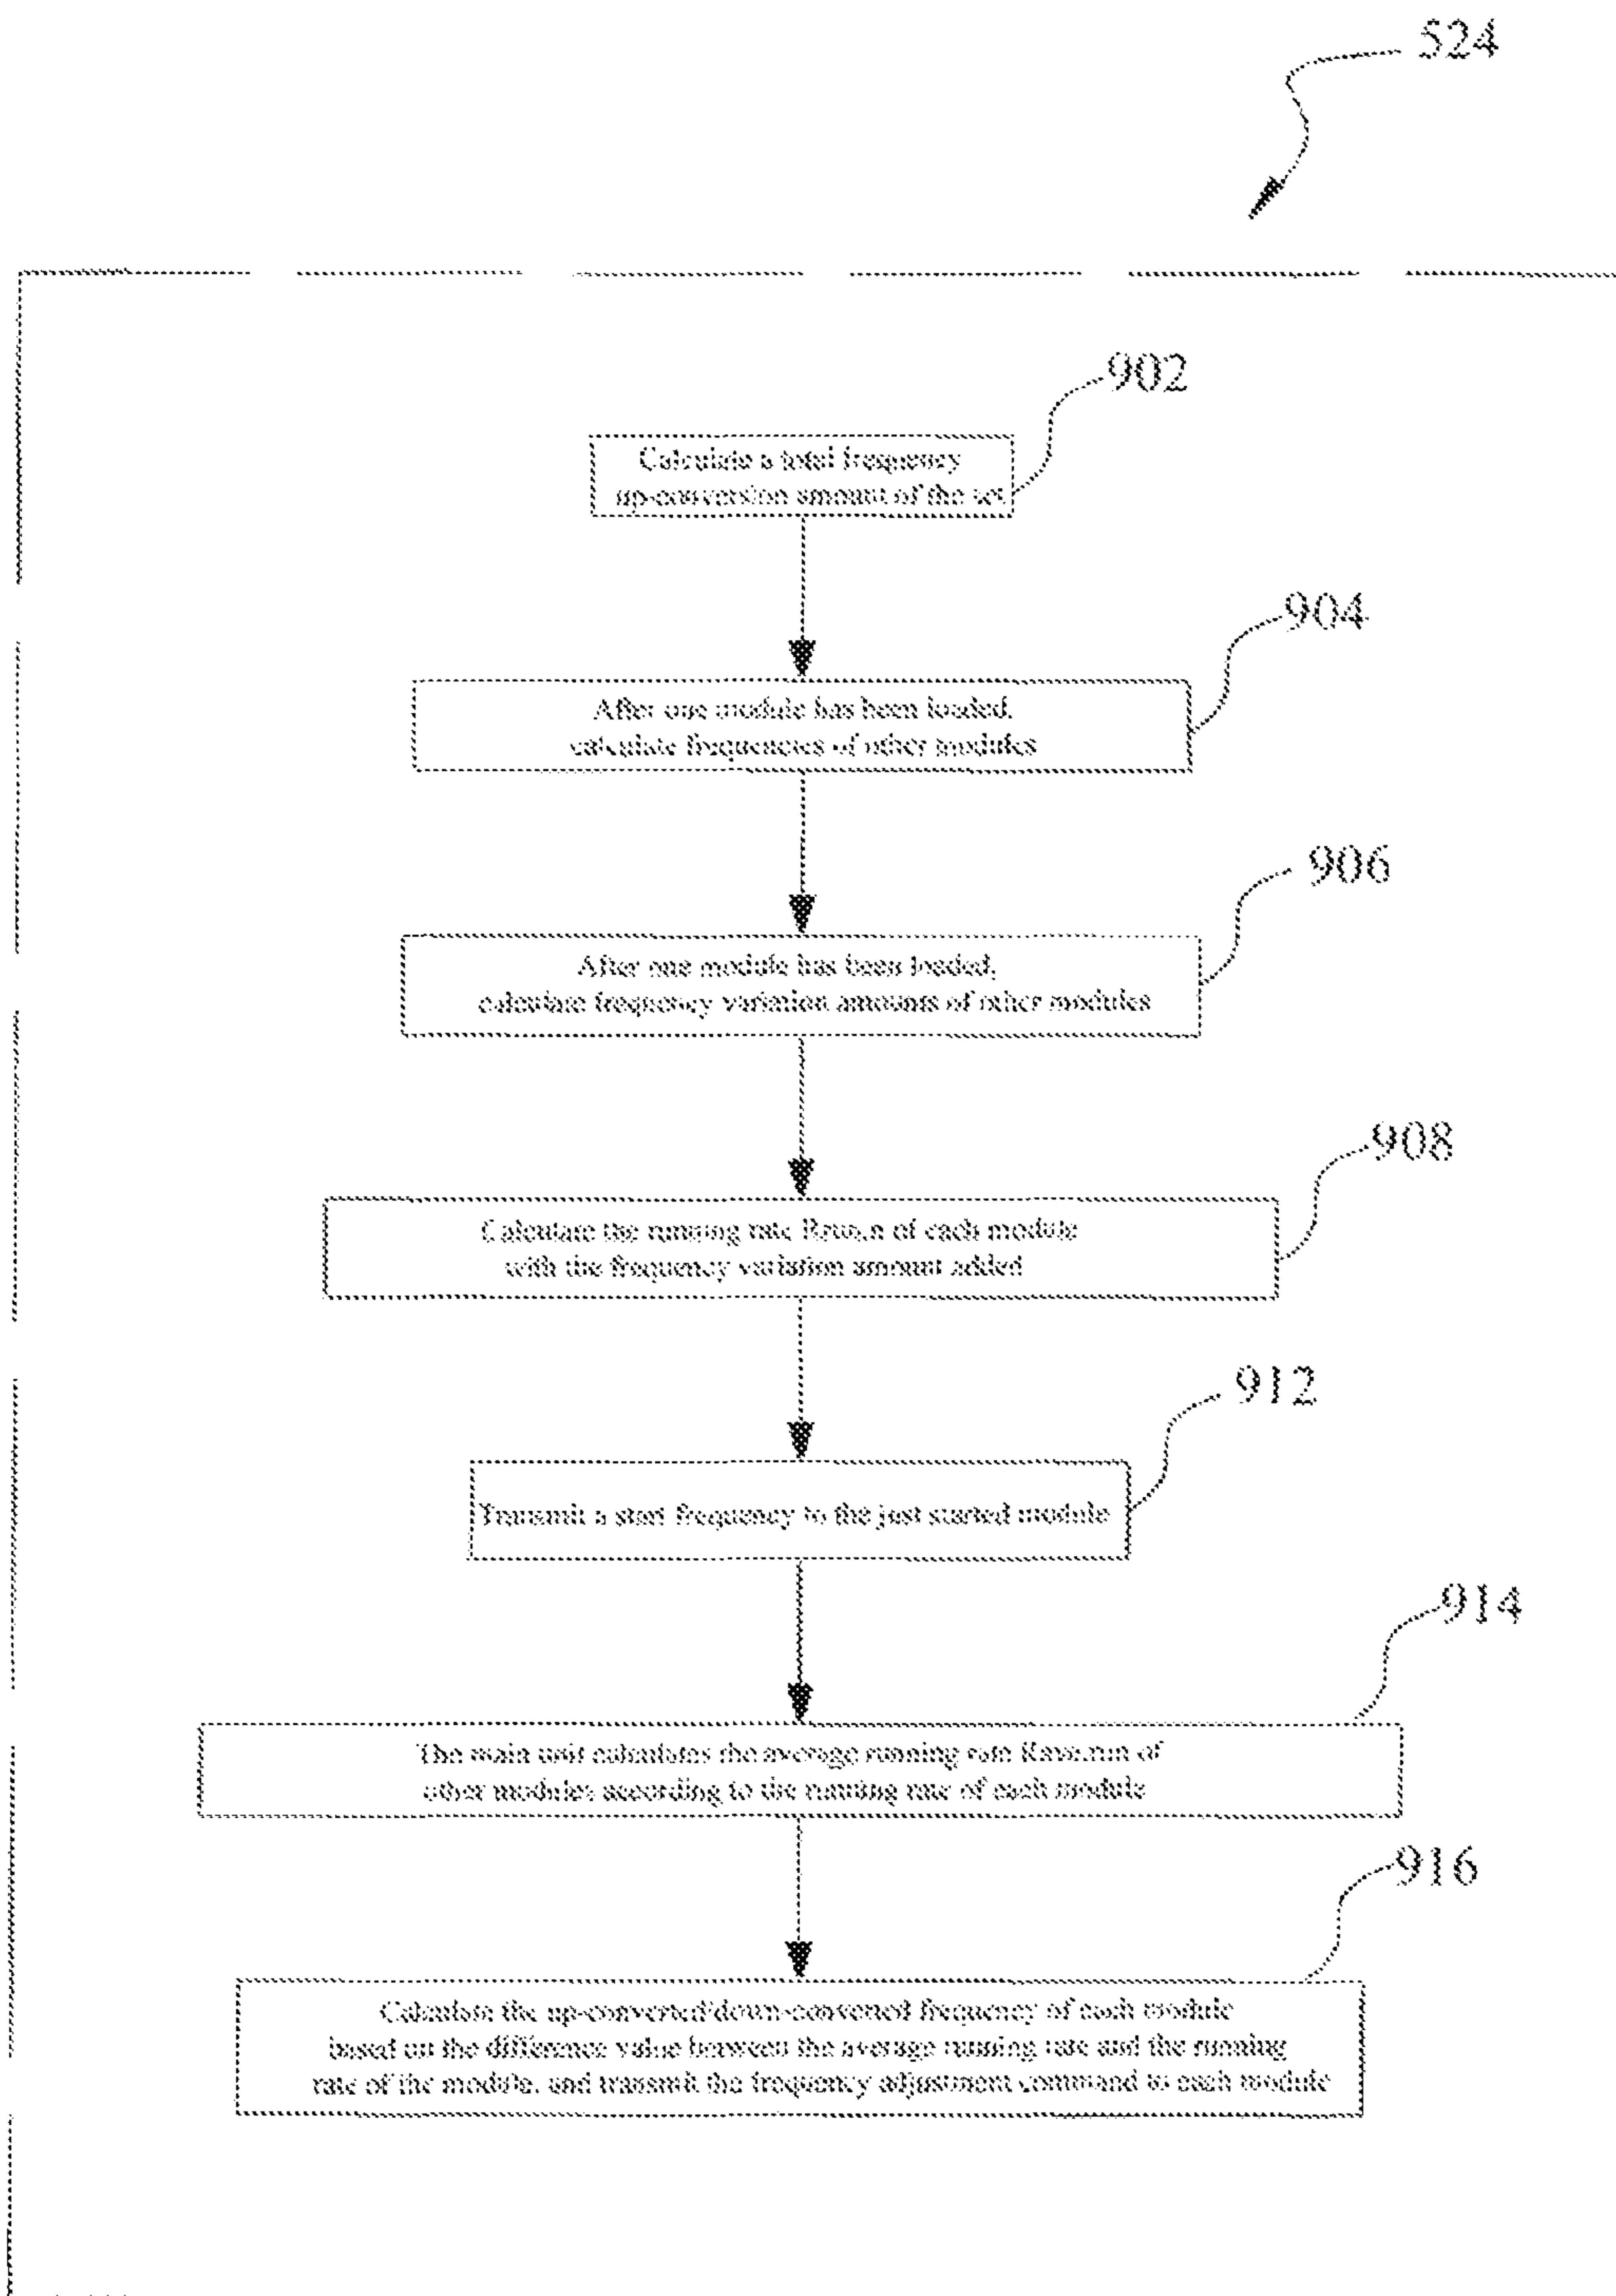 524
902
Calculate a total frequency
up-conversion amount of the set
904
After one module has been loaded,
calculate frequencies of other modules
906
After one module has been loaded,
calculate frequency variation amounts of other modules
908
Calculate the running rate of each module
with the frequency variation amount added
912
Transmit a start frequency to the just started module
914
The main unit calculates the average running rate Rave.run of
other modules according to the running rate of each module
916
Calculate the up-converted/down-converted frequency of each module
based on the difference value between the average running rate and the running
rate of the module, and transmit the frequency adjustment command to each module